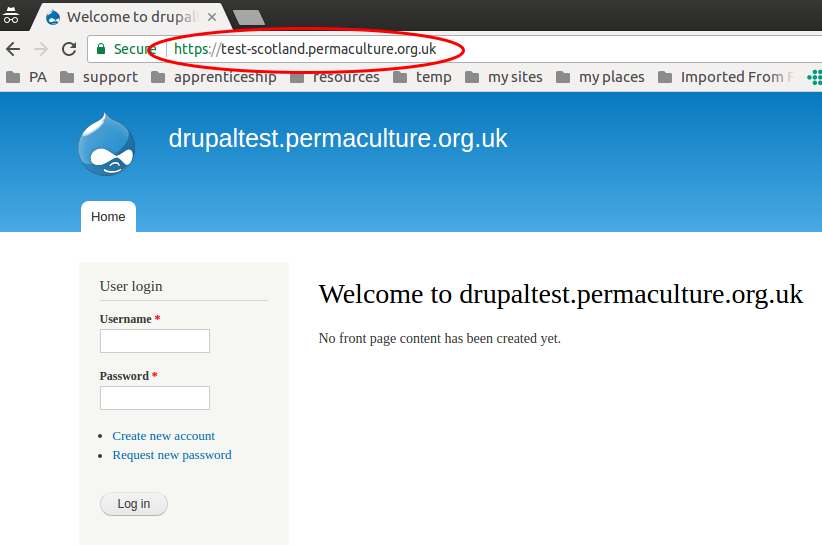 Welcome to drupal
Secure https://test-scotland.permaculture.org.uk
PA support apprenticeship resources temp my sites my places Imported From F
drupaltest.permaculture.org.uk
Home
User login
Username *
Password *
Create new account
Request new password
Log in
Welcome to drupaltest.permaculture.org.uk
No front page content has been created yet.